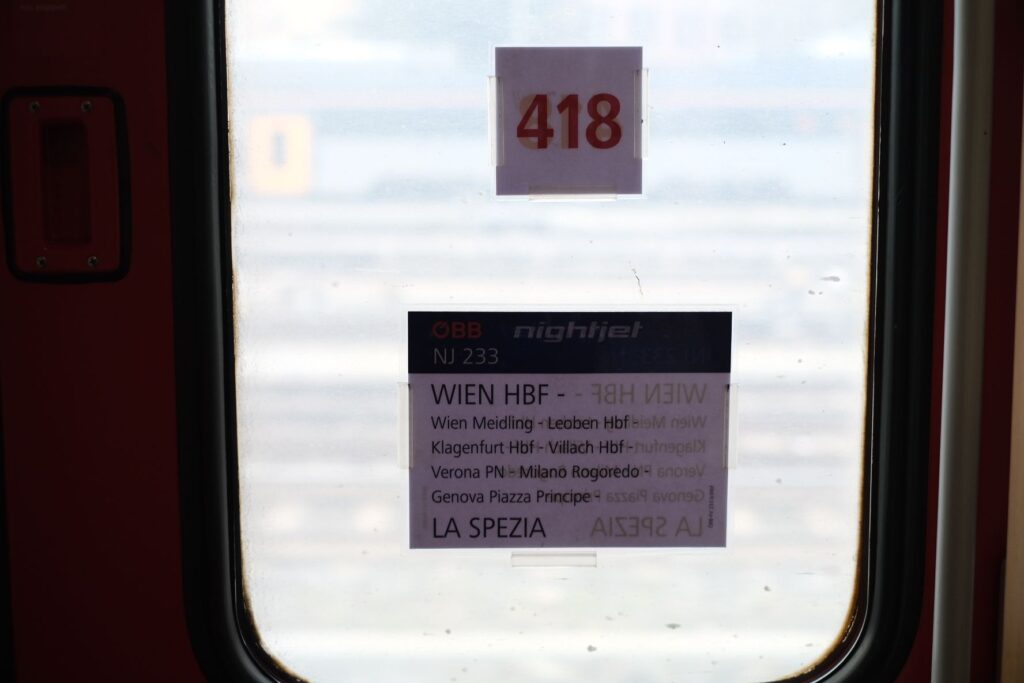 418
ÖBB nightjet
NJ 233
WIEN HBF -
Wien Meidling - Leoben Hbf -
Klagenfurt Hbf - Villach Hbf -
Verona PN - Milano Rogoredo -
Genova Piazza Principe -
LA SPEZIA